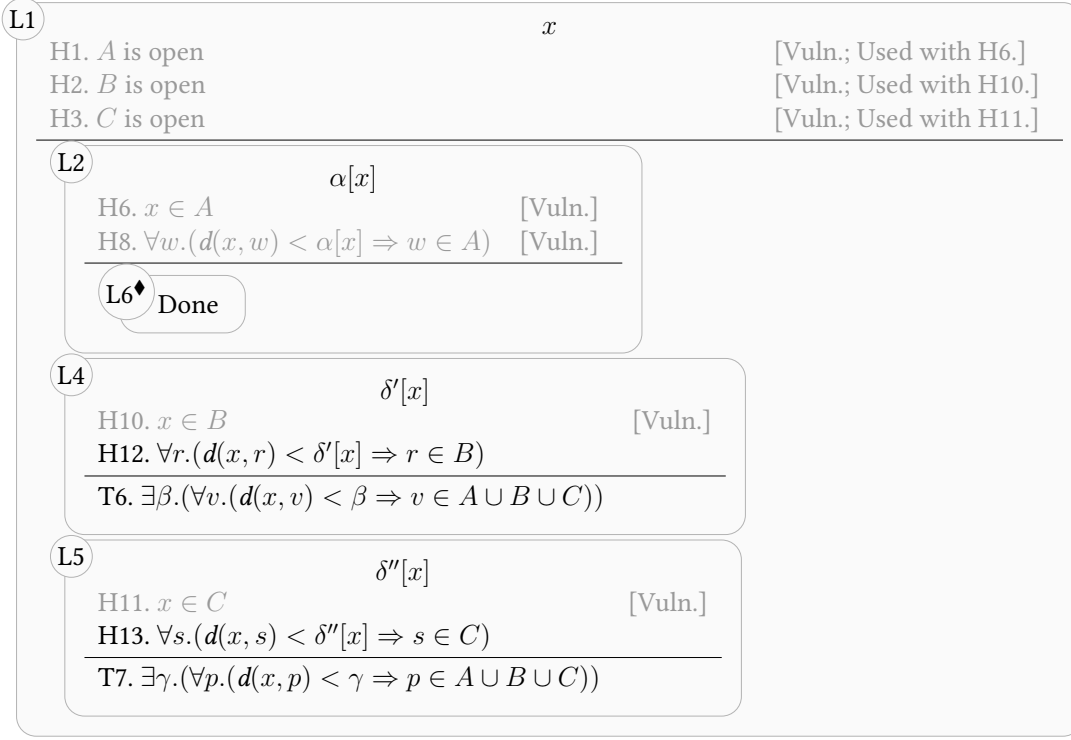 L1
x
H1. A is open [Vuln.; Used with H6.]
H2. B is open [Vuln.; Used with H10.]
H3. C is open [Vuln.; Used with H11.]
L2
α[x]
H6. x ∈ A [Vuln.]
H8. ∀w.(d(x, w) < α[x] ⇒ w ∈ A) [Vuln.]
L6♦ Done
L4
δ′[x]
H10. x ∈ B [Vuln.]
H12. ∀r.(d(x, r) < δ′[x] ⇒ r ∈ B)
T6. ∃β.(∀v.(d(x, v) < β ⇒ v ∈ A ∪ B ∪ C))
L5
δ′′[x]
H11. x ∈ C [Vuln.]
H13. ∀s.(d(x, s) < δ′′[x] ⇒ s ∈ C)
T7. ∃γ.(∀p.(d(x, p) < γ ⇒ p ∈ A ∪ B ∪ C))